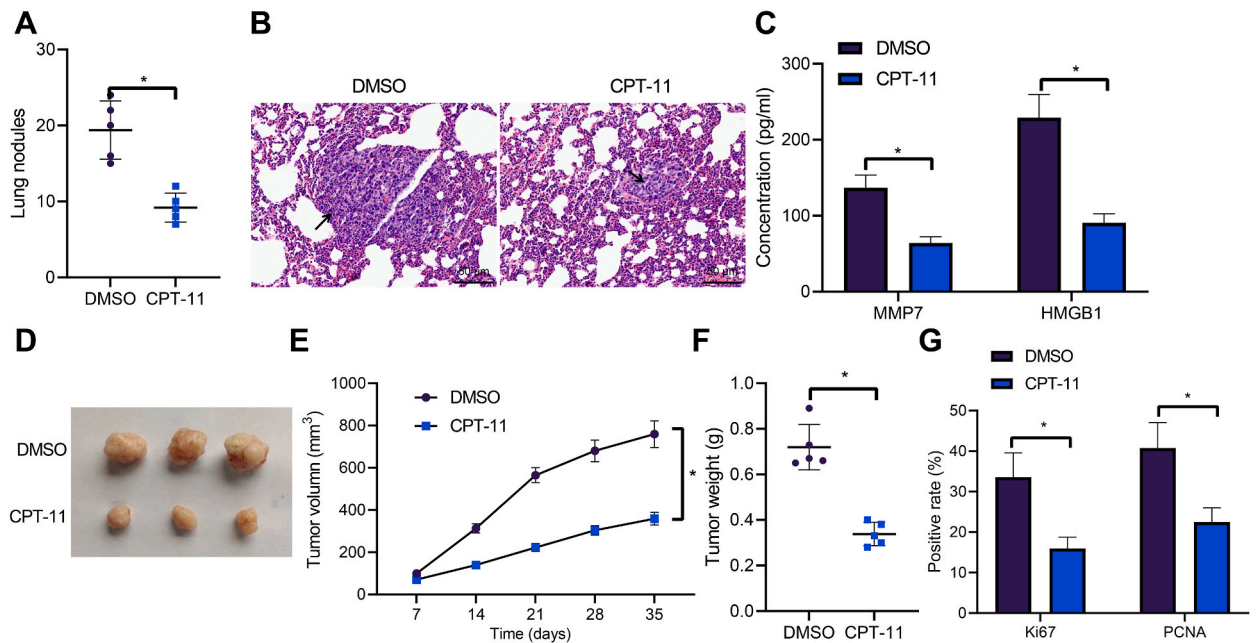 A
Lung nodules
30
20
10
0
*
DMSO CPT-11
B
DMSO
CPT-11
50 μm
50 μm
C
DMSO
CPT-11
Concentration (pg/ml)
300
200
100
0
*
*
MMP7
HMGB1
D
DMSO
CPT-11
E
Tumor volumn (mm³)
1000
800
600
400
200
0
DMSO
CPT-11
*
7 14 21 28 35
Time (days)
F
Tumor weight (g)
1.0
0.8
0.6
0.4
0.2
0.0
*
DMSO CPT-11
G
DMSO
CPT-11
Positive rate (%)
50
40
30
20
10
0
*
*
Ki67
PCNA